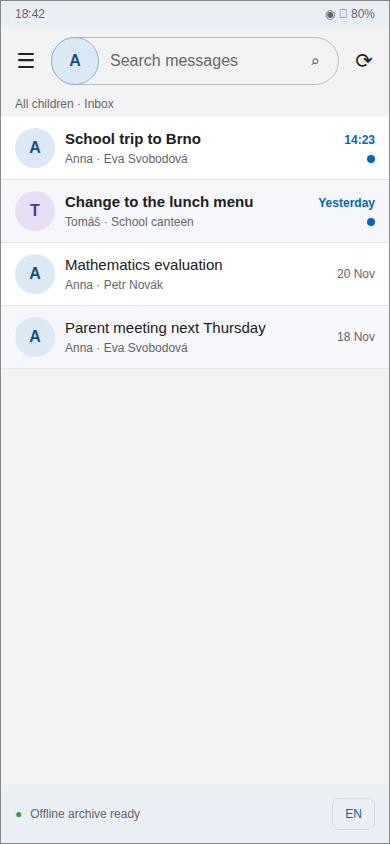 18:42 80%
A Search messages
All children · Inbox
A School trip to Brno 14:23
Anna · Eva Svobodová
T Change to the lunch menu Yesterday
Tomáš · School canteen
A Mathematics evaluation 20 Nov
Anna · Petr Novák
A Parent meeting next Thursday 18 Nov
Anna · Eva Svobodová
Offline archive ready EN